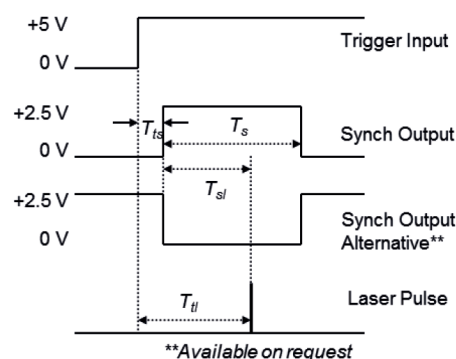 +5 V
Trigger Input
0 V
+2.5 V
Tts
Ts
Synch Output
0 V
Tsl
+2.5 V
Synch Output
0 V
Alternative**
Ttl
Laser Pulse
**Available on request